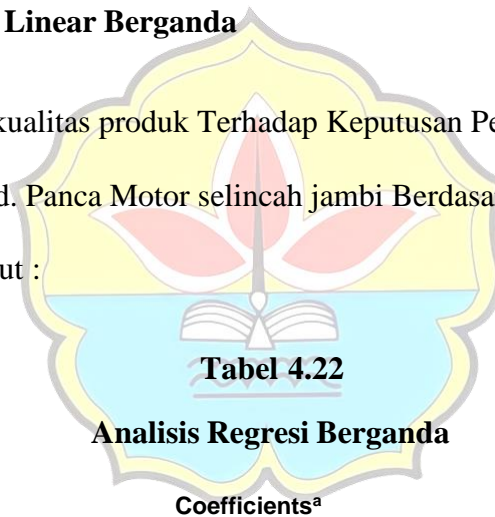 Linear Berganda
kualitas produk Terhadap Keputusan Pe
d. Panca Motor selincah jambi Berdasa
ut :
Tabel 4.22
Analisis Regresi Berganda
Coefficientsᵃ